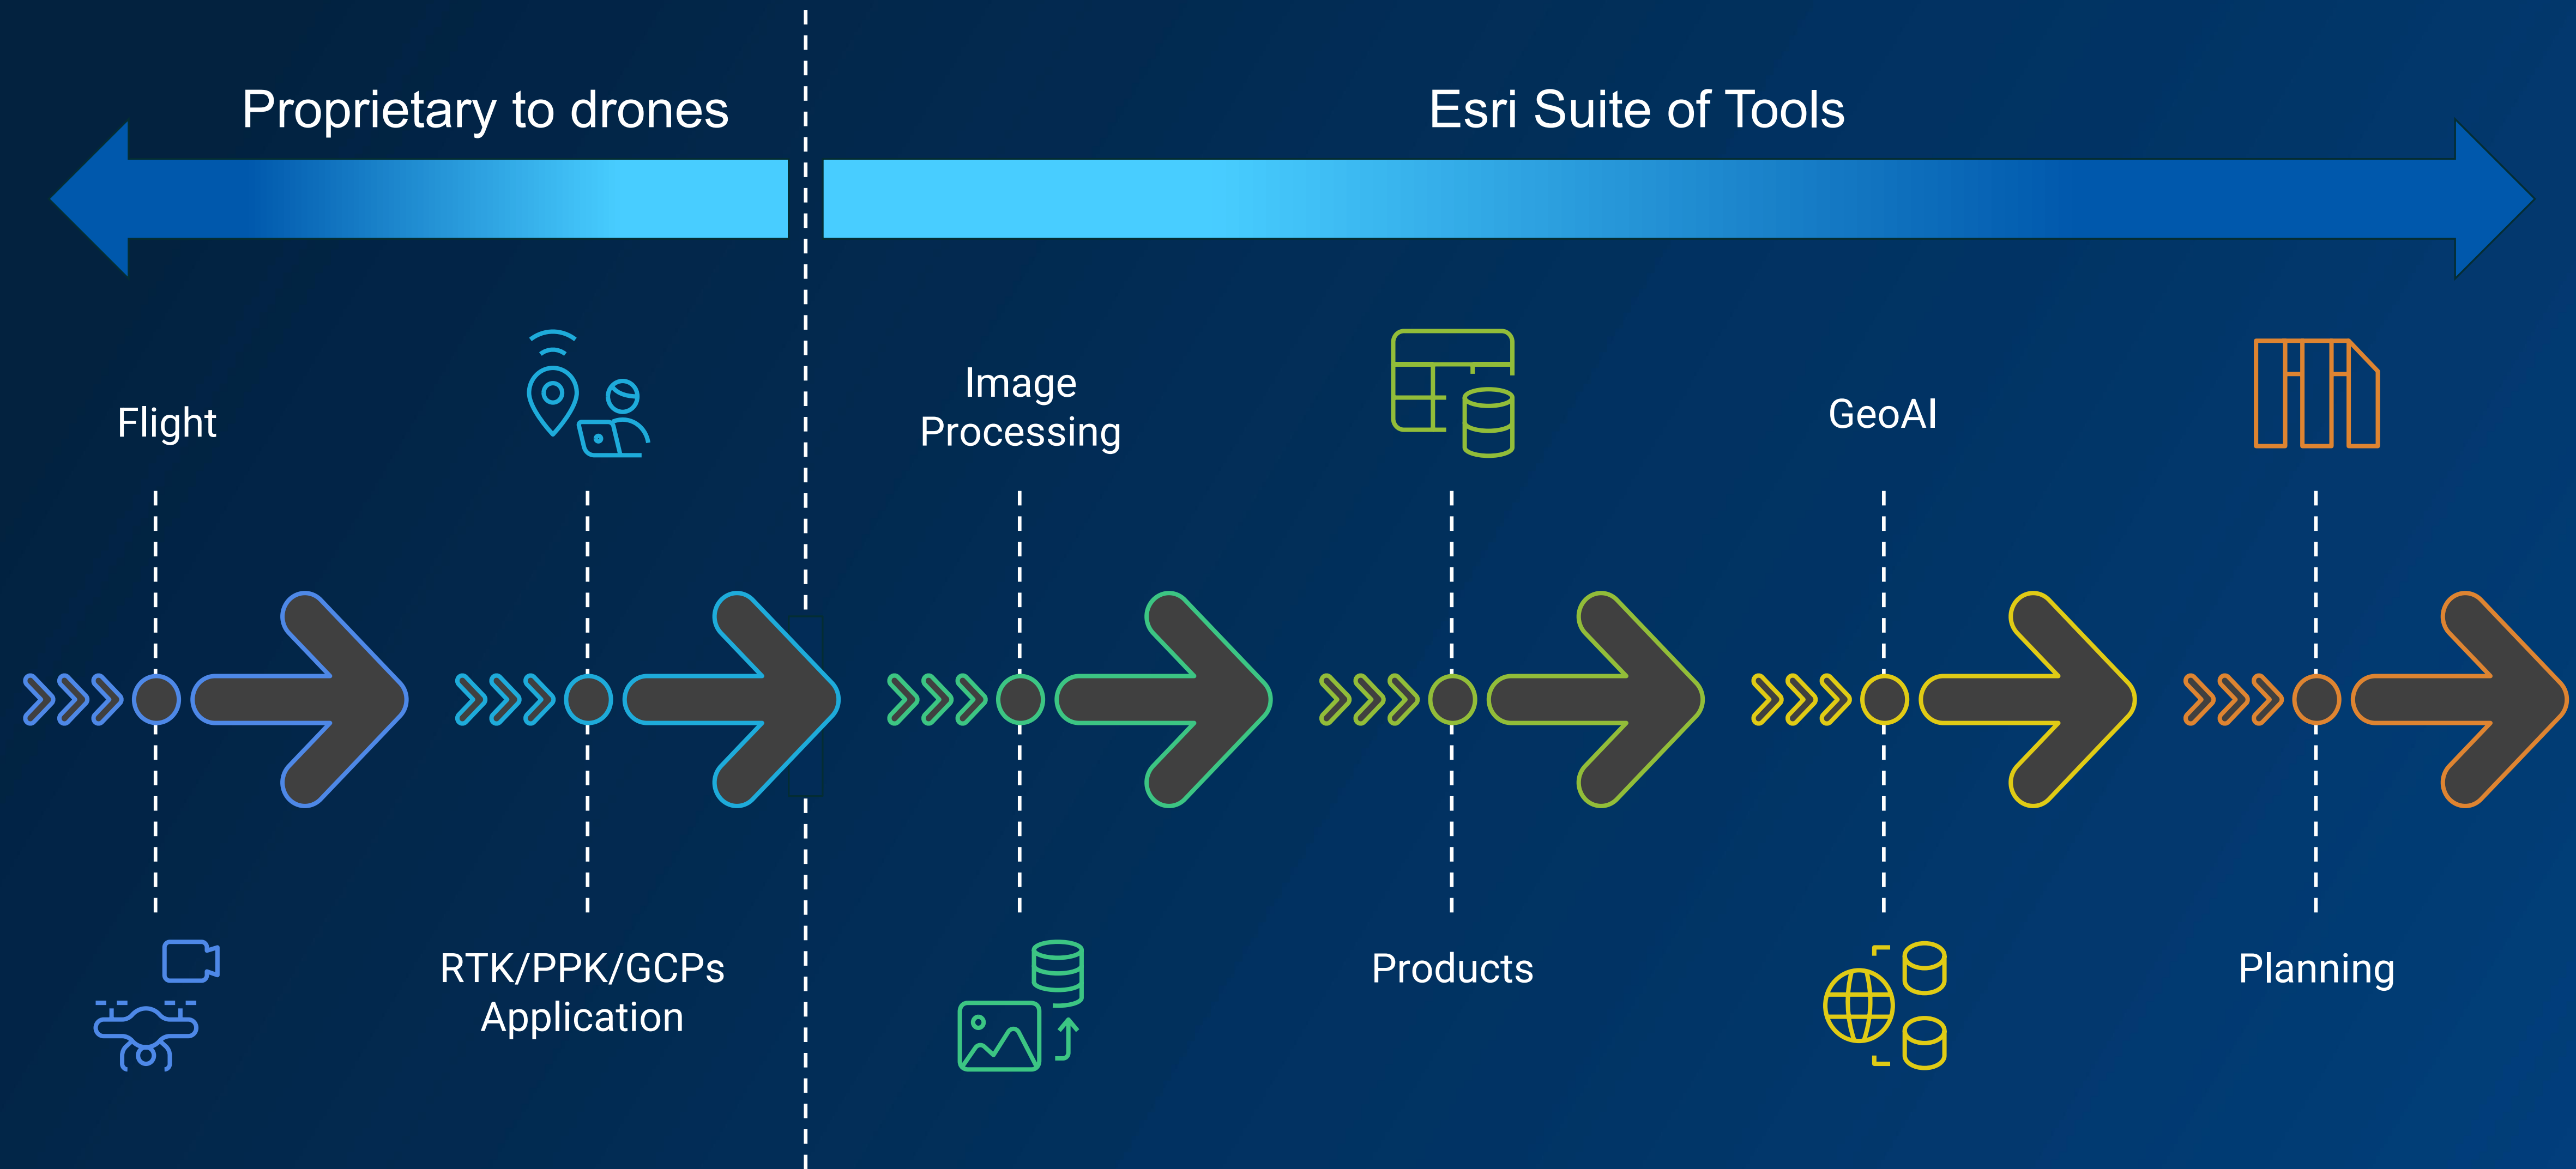 Proprietary to drones
Esri Suite of Tools
Flight
RTK/PPK/GCPs
Application
Image
Processing
Products
GeoAI
Planning